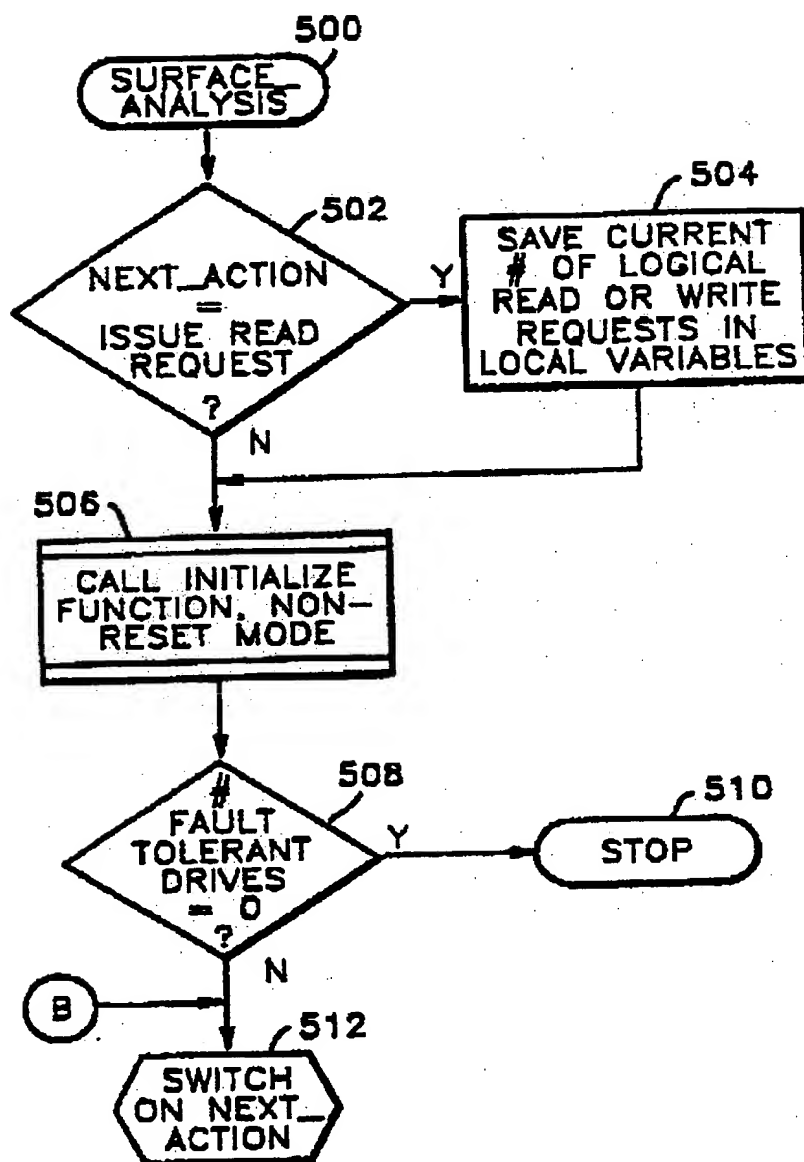 500
SURFACE_
ANALYSIS
502
NEXT_ACTION
=
ISSUE READ
REQUEST
?
Y
N
504
SAVE CURRENT
# OF LOGICAL
READ OR WRITE
REQUESTS IN
LOCAL VARIABLES
506
CALL INITIALIZE
FUNCTION, NON-
RESET MODE
508
#
FAULT
TOLERANT
DRIVES
= 0
?
Y
N
510
STOP
B
512
SWITCH
ON NEXT_
ACTION